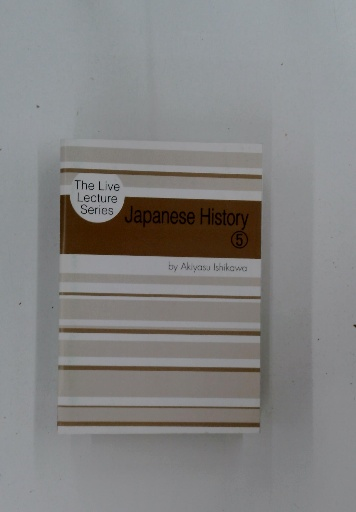 The Live
Lecture
Series
Japanese History
⑤
by Akiyasu Ishikawa